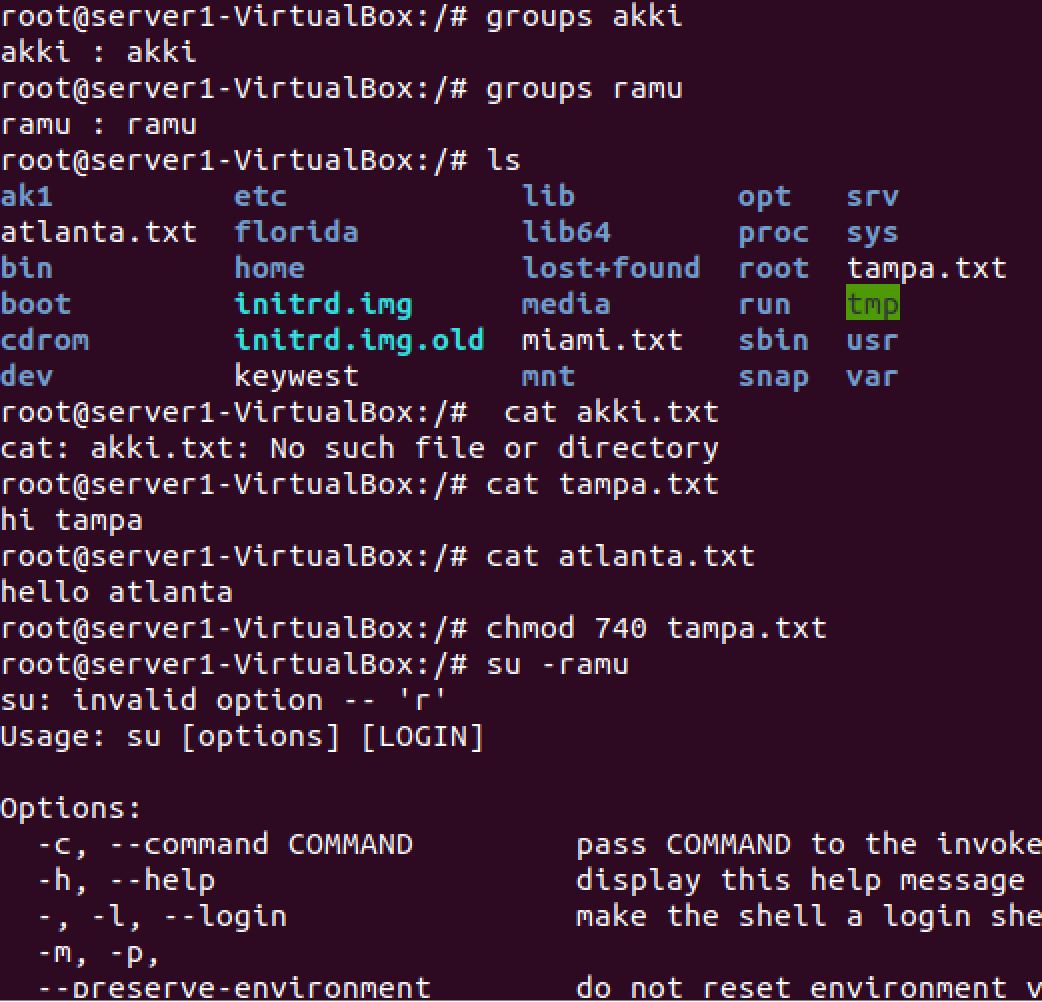 root@server1-VirtualBox:/# groups akki
akki : akki
root@server1-VirtualBox:/# groups ramu
ramu : ramu
root@server1-VirtualBox:/# ls
ak1          etc             lib         opt   srv
atlanta.txt  florida         lib64       proc  sys
bin          home            lost+found  root  tampa.txt
boot         initrd.img      media       run   tmp
cdrom        initrd.img.old  miami.txt   sbin  usr
dev          keywest         mnt         snap  var
root@server1-VirtualBox:/#  cat akki.txt
cat: akki.txt: No such file or directory
root@server1-VirtualBox:/# cat tampa.txt
hi tampa
root@server1-VirtualBox:/# cat atlanta.txt
hello atlanta
root@server1-VirtualBox:/# chmod 740 tampa.txt
root@server1-VirtualBox:/# su -ramu
su: invalid option -- 'r'
Usage: su [options] [LOGIN]

Options:
  -c, --command COMMAND         pass COMMAND to the invoke
  -h, --help                    display this help message
  -, -l, --login                make the shell a login she
  -m, -p,
  --preserve-environment        do not reset environment v